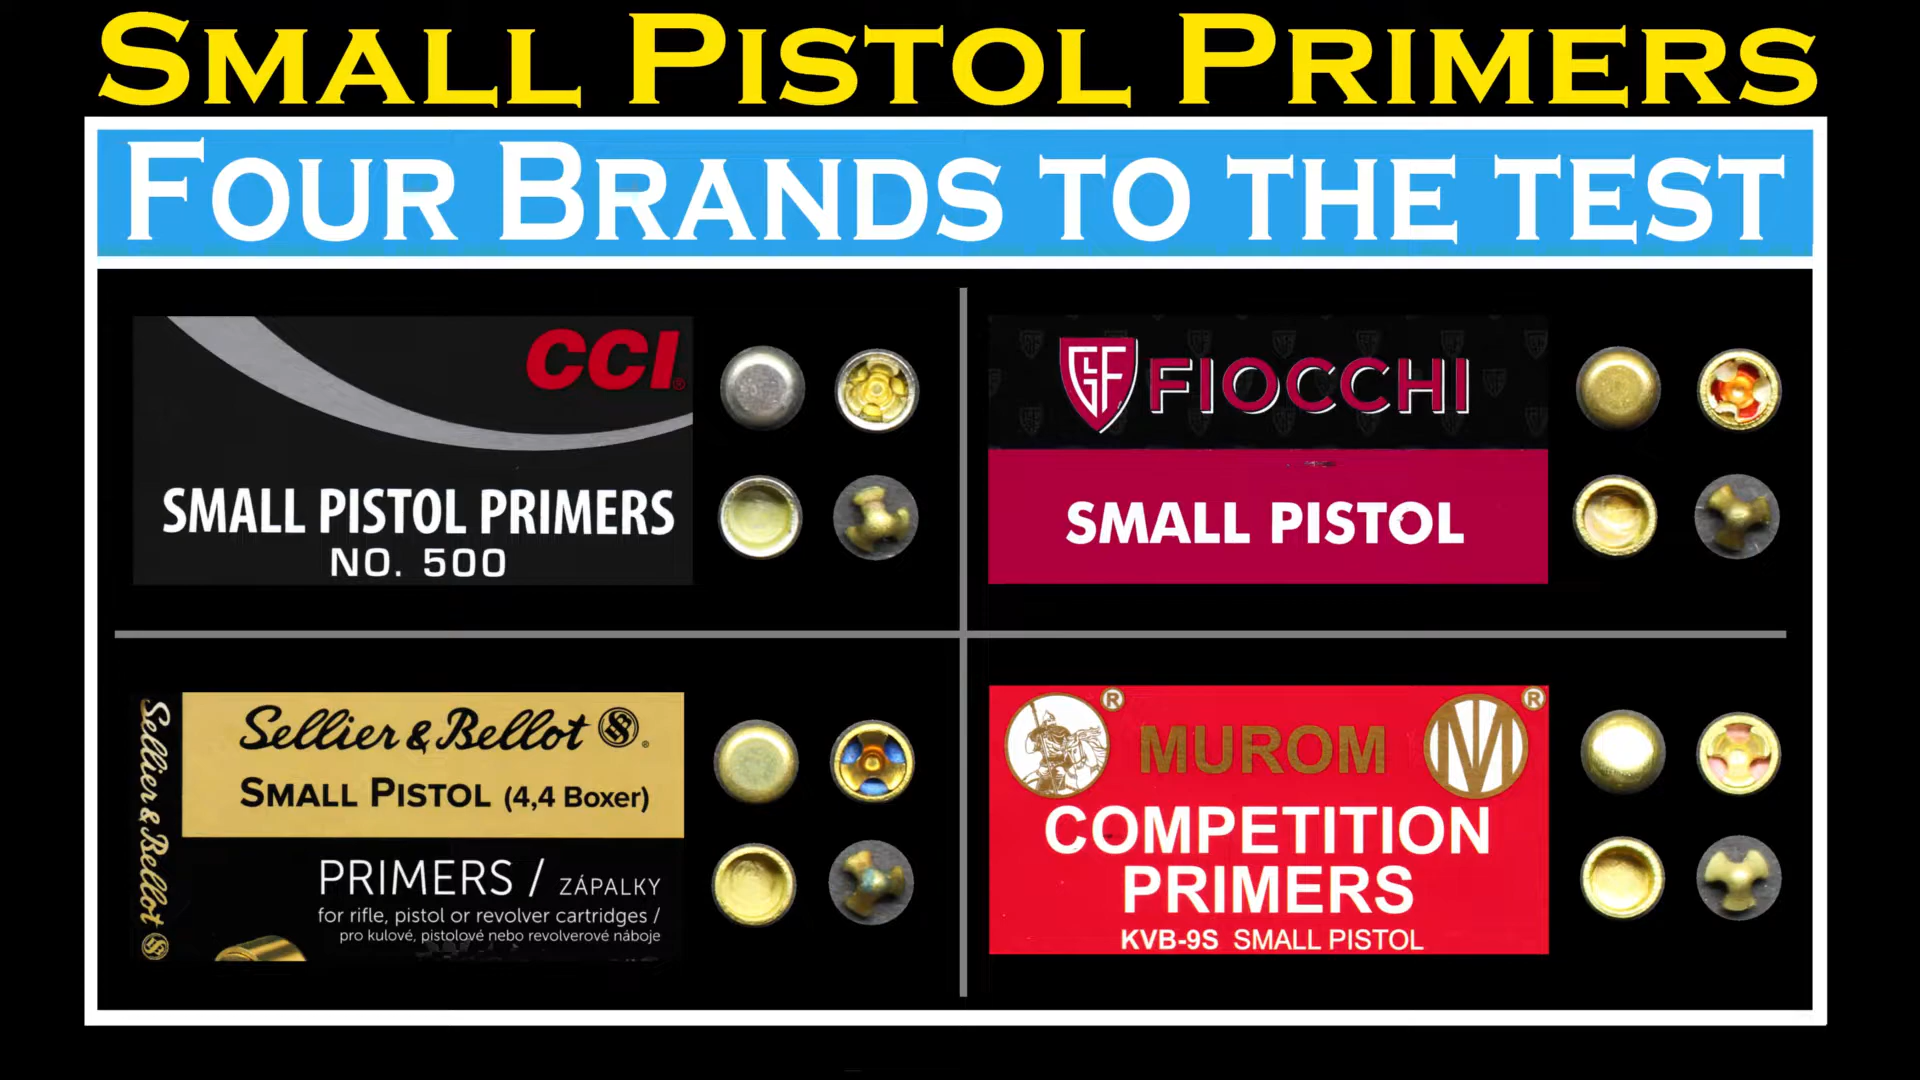 SMALL PISTOL PRIMERS
FOUR BRANDS TO THE TEST
CCI®
SMALL PISTOL PRIMERS
NO. 500
GFL FIOCCHI
SMALL PISTOL
Sellier & Bellot
Sellier & Bellot SB®
SMALL PISTOL (4,4 Boxer)
PRIMERS / ZÁPALKY
for rifle, pistol or revolver cartridges /
pro kulové, pistolové nebo revolverové náboje
® MUROM ®
COMPETITION
PRIMERS
KVB-9S SMALL PISTOL